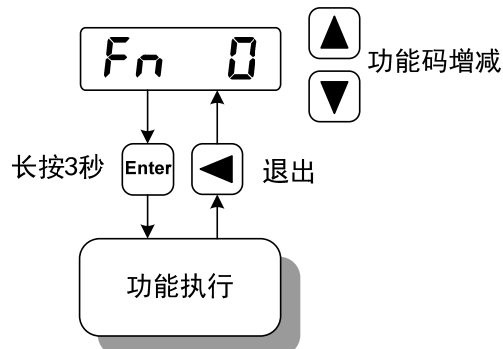 Fn 0
功能码增减
长按3秒
Enter
退出
功能执行